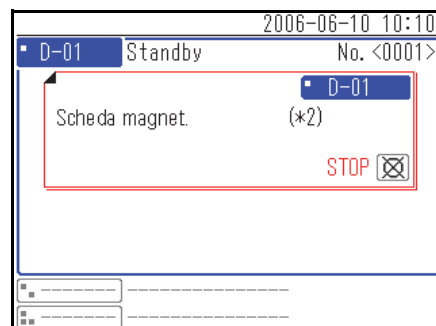 2006-06-10 10:10
D-01 Standby No. <0001>
D-01
Scheda magnet. (*2)
STOP
------- ---------------
------- ---------------